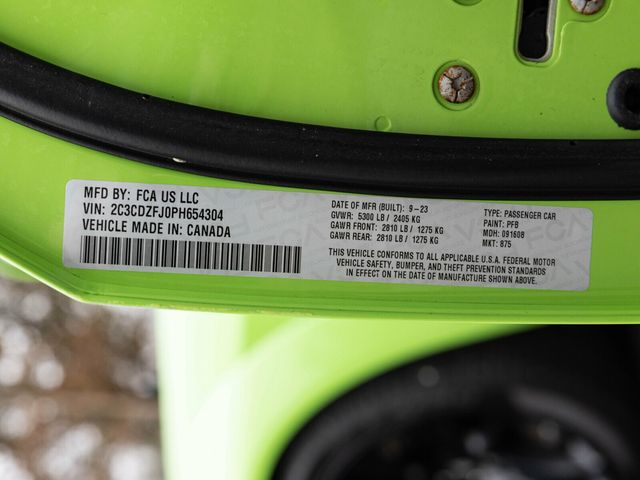 MFD BY: FCA US LLC
VIN: 2C3CDZFJ0PH654304
VEHICLE MADE IN: CANADA
DATE OF MFR (BUILT): 9-23
GVWR: 5300 LB / 2405 KG
GAWR FRONT: 2810 LB / 1275 KG
GAWR REAR: 2810 LB / 1275 KG
TYPE: PASSENGER CAR
PAINT: PFB
MDH: 091608
MKT: 875
THIS VEHICLE CONFORMS TO ALL APPLICABLE U.S.A. FEDERAL MOTOR
VEHICLE SAFETY, BUMPER, AND THEFT PREVENTION STANDARDS
IN EFFECT ON THE DATE OF MANUFACTURE SHOWN ABOVE.